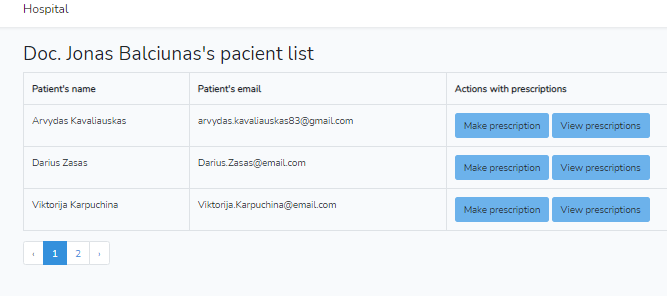 Hospital
Doc. Jonas Balciunas's pacient list
Patient's name Patient's email Actions with prescriptions
Arvydas Kavaliauskas arvydas.kavaliauskas83@gmail.com Make prescription View prescriptions
Darius Zasas Darius.Zasas@email.com Make prescription View prescriptions
Viktorija Karpuchina Viktorija.Karpuchina@email.com Make prescription View prescriptions
‹ 1 2 ›